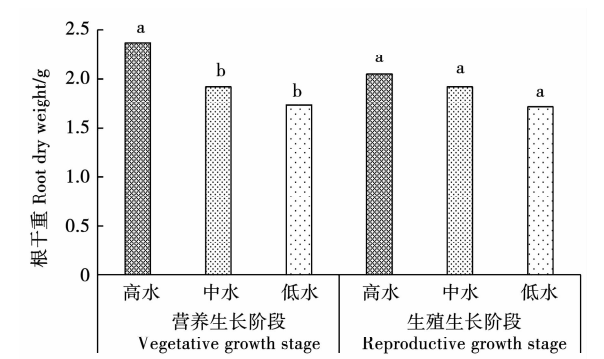 根干重 Root dry weight/g
2.5
2.0
1.5
1.0
0.5
0
a
b
b
a
a
a
高水 中水 低水 高水 中水 低水
营养生长阶段 生殖生长阶段
Vegetative growth stage Reproductive growth stage